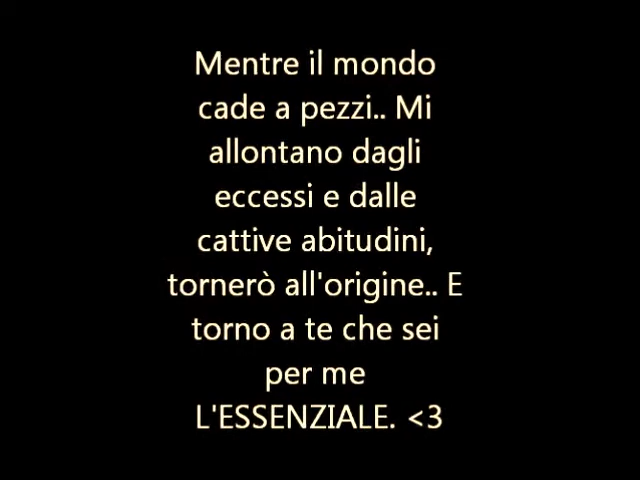 Mentre il mondo
cade a pezzi.. Mi
allontano dagli
eccessi e dalle
cattive abitudini,
tornerò all'origine.. E
torno a te che sei
per me
L'ESSENZIALE. <3